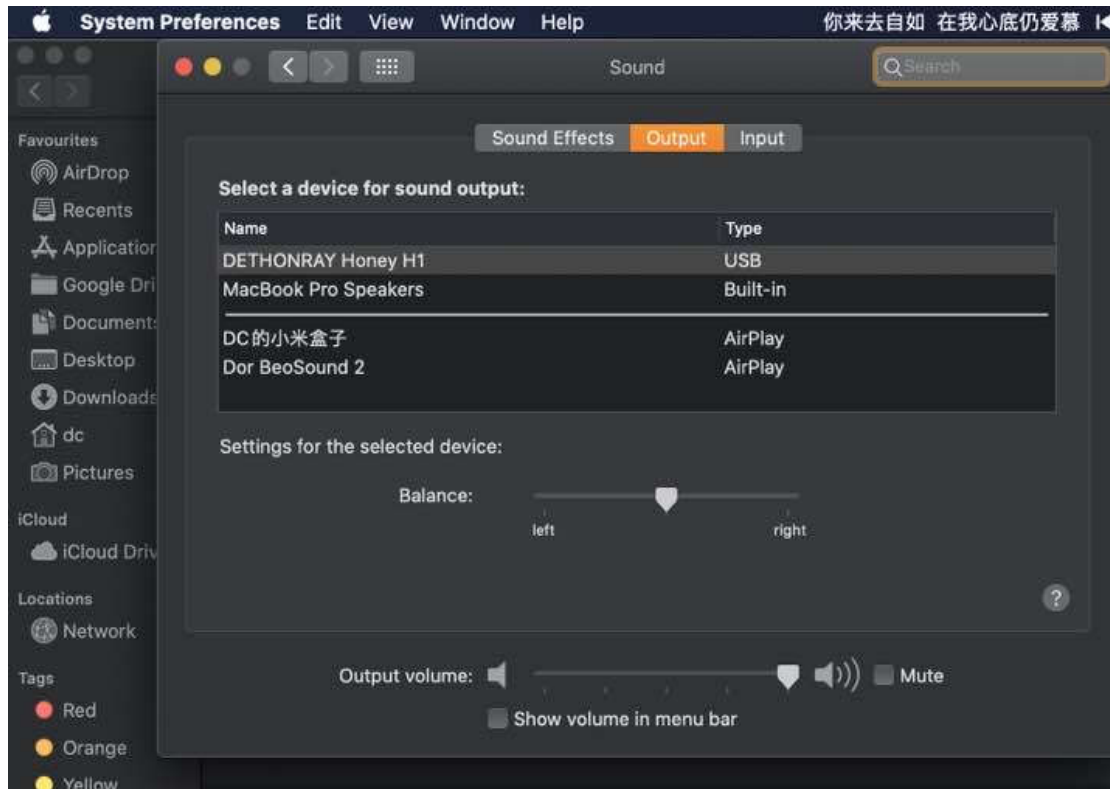 System Preferences Edit View Window Help 你来去自如 在我心底仍爱慕
Sound
Search
Favourites
AirDrop
Recents
Application
Google Dri
Documents
Desktop
Downloads
dc
Pictures
iCloud
iCloud Driv
Locations
Network
Tags
Red
Orange
Yellow
Sound Effects Output Input
Select a device for sound output:
Name Type
DETHONRAY Honey H1 USB
MacBook Pro Speakers Built-in
DC的小米盒子 AirPlay
Dor BeoSound 2 AirPlay
Settings for the selected device:
Balance:
left right
?
Output volume: Mute
Show volume in menu bar